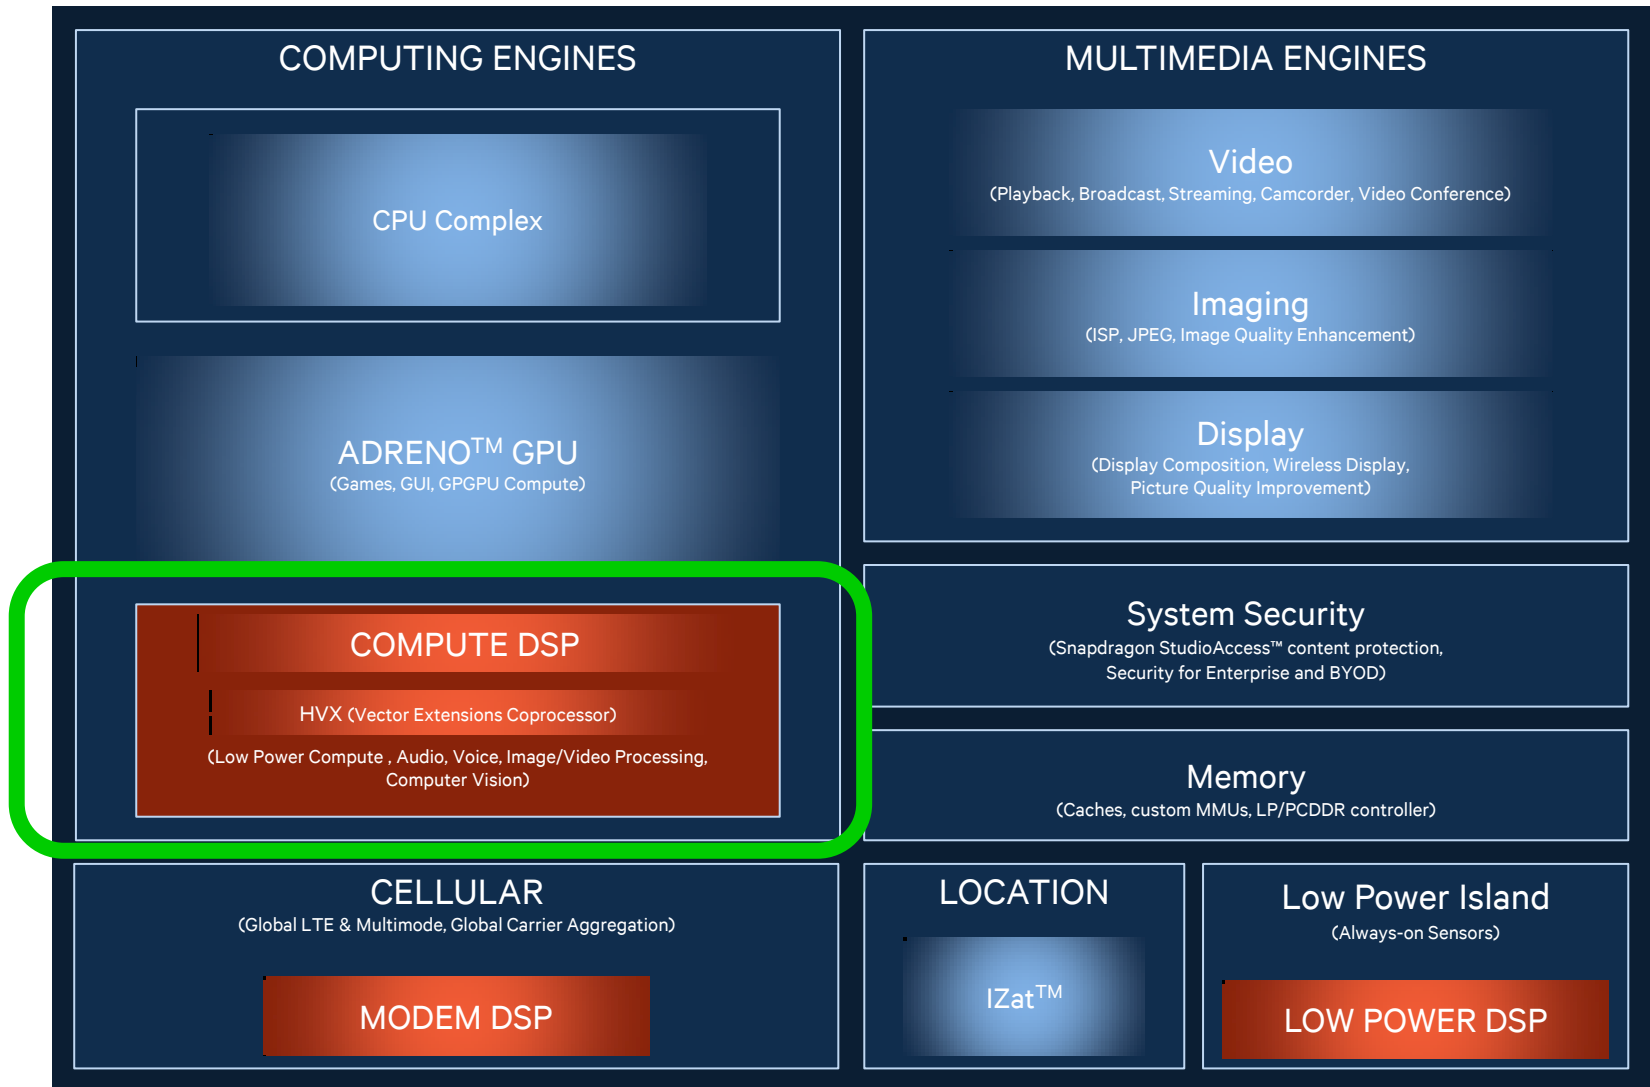 COMPUTING ENGINES
CPU Complex
ADRENO™ GPU
(Games, GUI, GPGPU Compute)
COMPUTE DSP
HVX (Vector Extensions Coprocessor)
(Low Power Compute , Audio, Voice, Image/Video Processing,
Computer Vision)
MULTIMEDIA ENGINES
Video
(Playback, Broadcast, Streaming, Camcorder, Video Conference)
Imaging
(ISP, JPEG, Image Quality Enhancement)
Display
(Display Composition, Wireless Display,
Picture Quality Improvement)
System Security
(Snapdragon StudioAccess™ content protection,
Security for Enterprise and BYOD)
Memory
(Caches, custom MMUs, LP/PCDDR controller)
CELLULAR
(Global LTE & Multimode, Global Carrier Aggregation)
MODEM DSP
LOCATION
IZat™
Low Power Island
(Always-on Sensors)
LOW POWER DSP